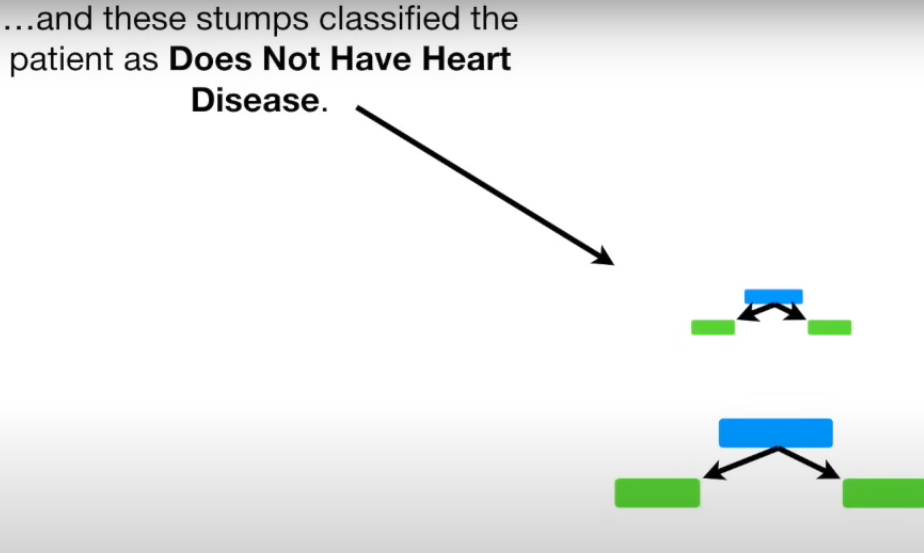 ...and these stumps classified the
patient as Does Not Have Heart
Disease.